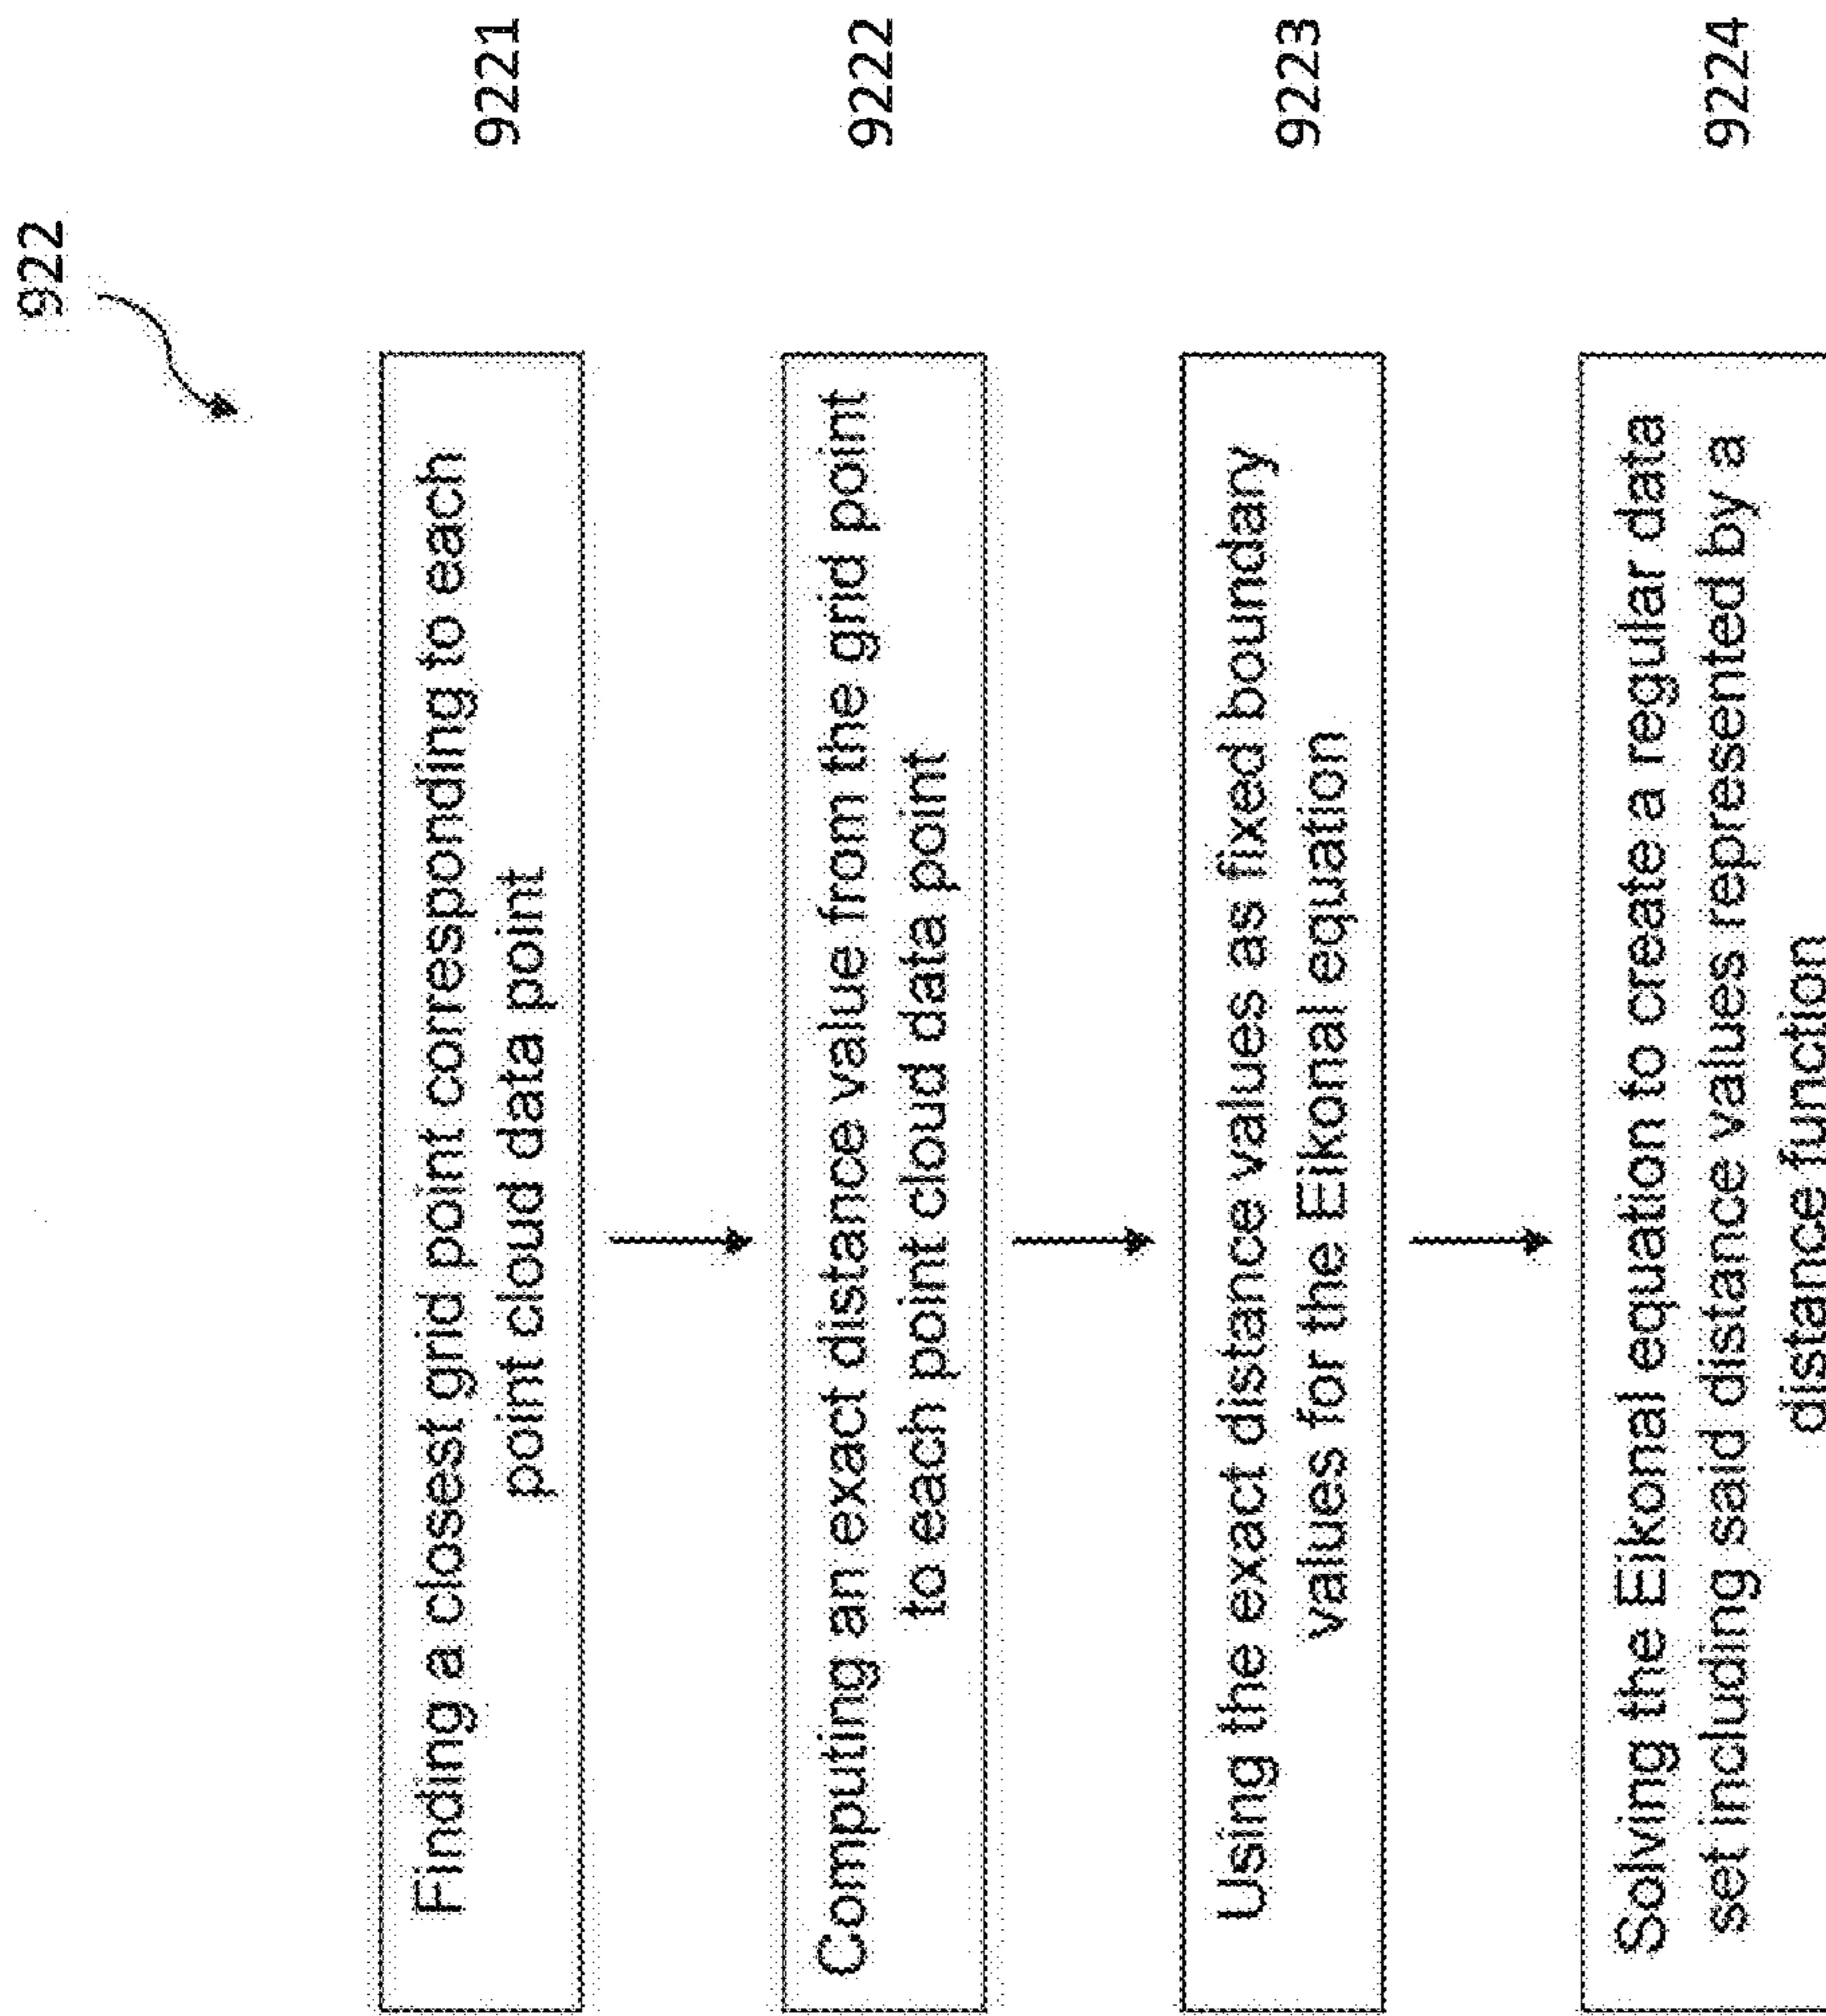 922
Finding a closest grid point corresponding to each
point cloud data point
9221
Computing an exact distance value from the grid point
to each point cloud data point
9222
Using the exact distance values as fixed boundary
values for the Eikonal equation
9223
Solving the Eikonal equation to create a regular data
set including said distance values represented by a
distance function
9224